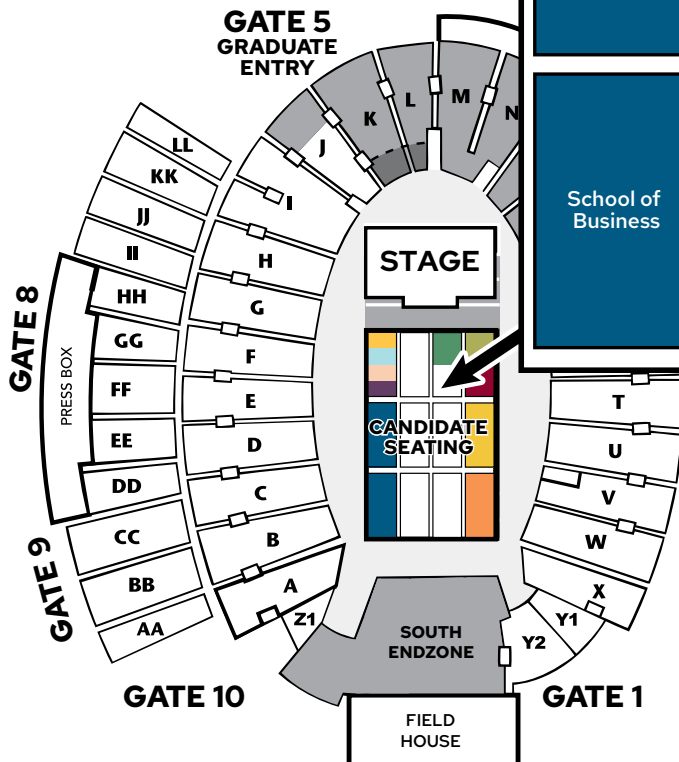 GATE 5
GRADUATE
ENTRY
K
L
M
N
J
I
H
G
F
E
D
C
B
A
Z1
LL
KK
JJ
II
HH
GG
FF
EE
DD
CC
BB
AA
GATE 8
PRESS BOX
GATE 9
STAGE
CANDIDATE
SEATING
School of
Business
T
U
V
W
X
Y1
Y2
SOUTH
ENDZONE
GATE 10
GATE 1
FIELD
HOUSE